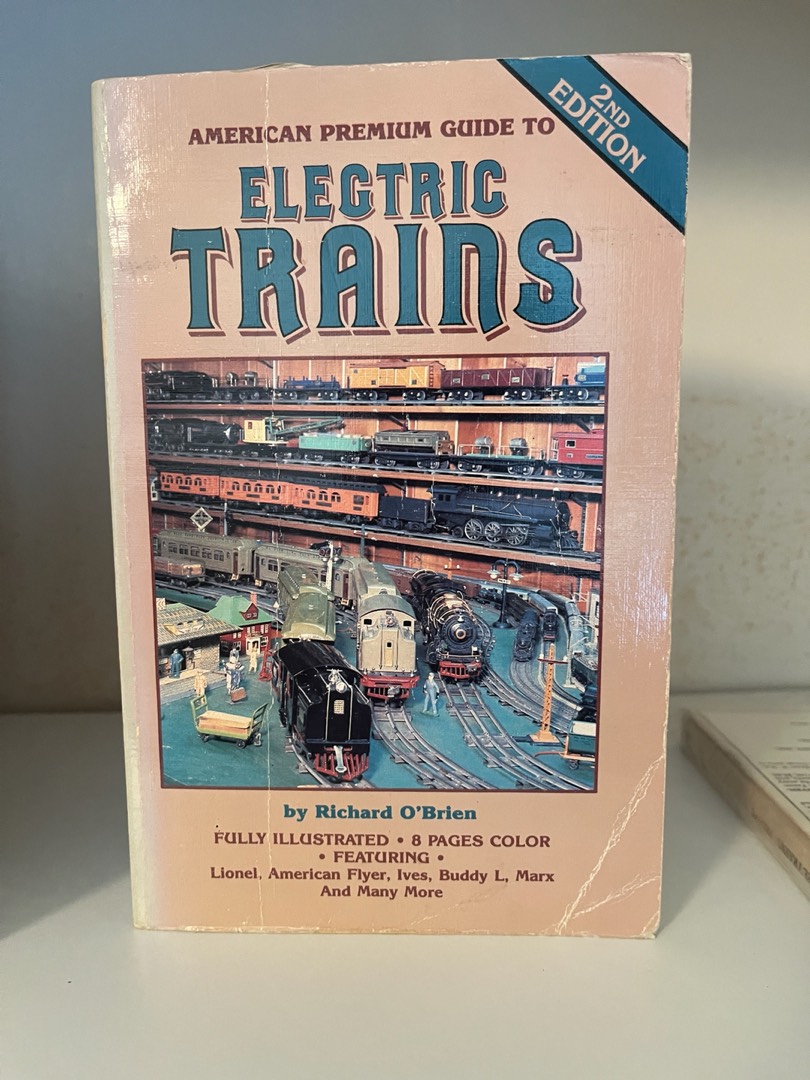 2ND
EDITION
AMERICAN PREMIUM GUIDE TO
ELECTRIC
TRAINS
by Richard O'Brien
FULLY ILLUSTRATED • 8 PAGES COLOR
• FEATURING •
Lionel, American Flyer, Ives, Buddy L, Marx
And Many More